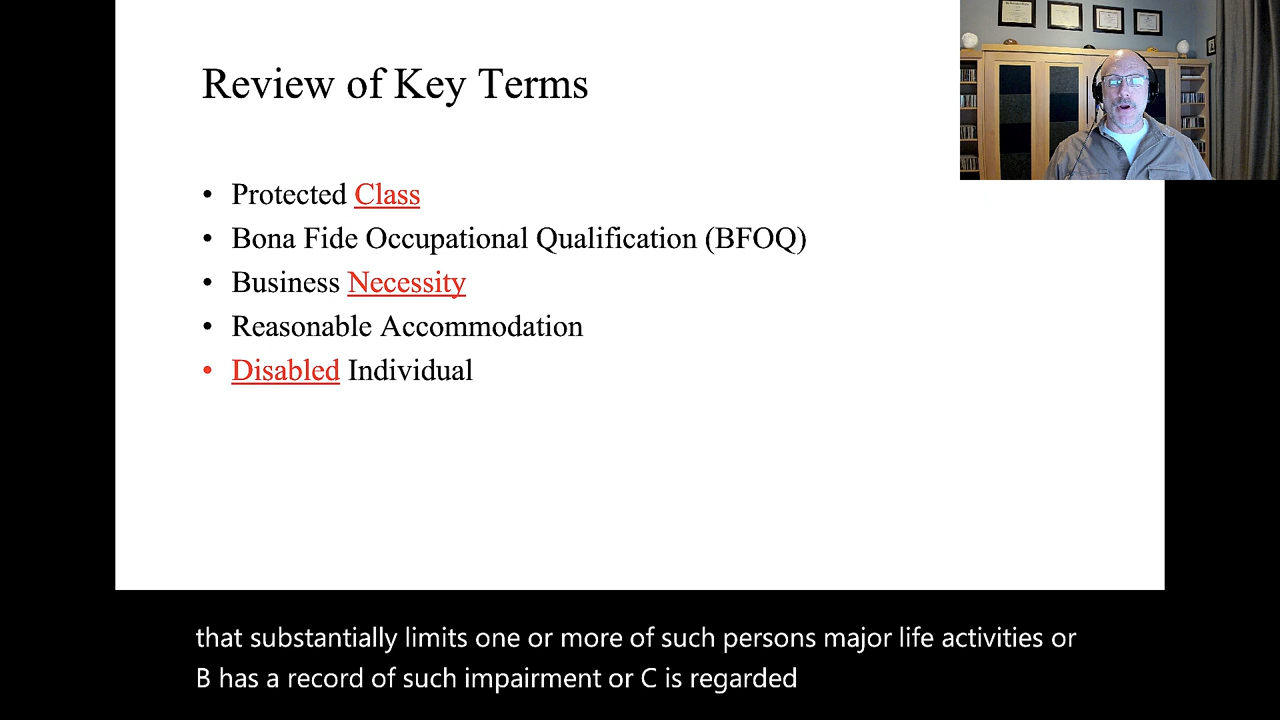 Review of Key Terms
• Protected Class
• Bona Fide Occupational Qualification (BFOQ)
• Business Necessity
• Reasonable Accommodation
• Disabled Individual
that substantially limits one or more of such persons major life activities or
B has a record of such impairment or C is regarded